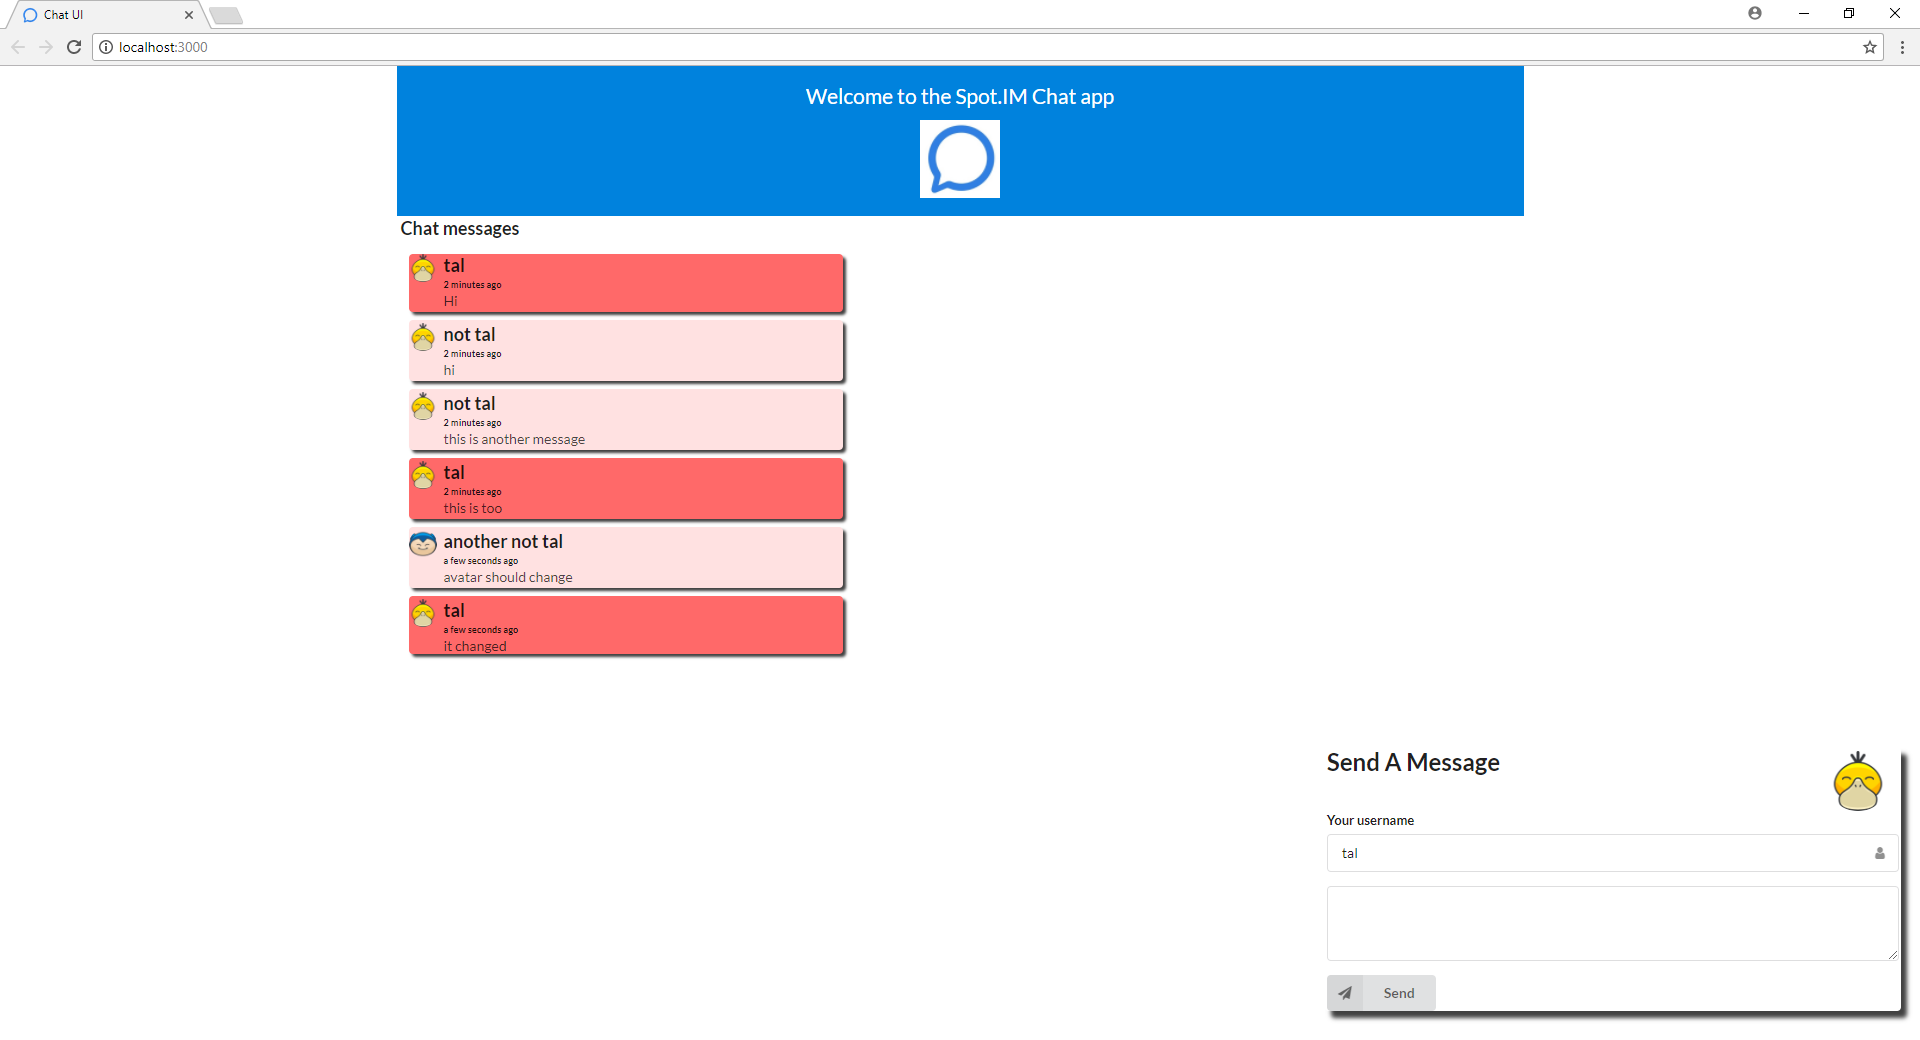 Chat UI
localhost:3000
Welcome to the Spot.IM Chat app
Chat messages
tal
2 minutes ago
Hi
not tal
2 minutes ago
hi
not tal
2 minutes ago
this is another message
tal
2 minutes ago
this is too
another not tal
a few seconds ago
avatar should change
tal
a few seconds ago
it changed
Send A Message
Your username
tal
Send